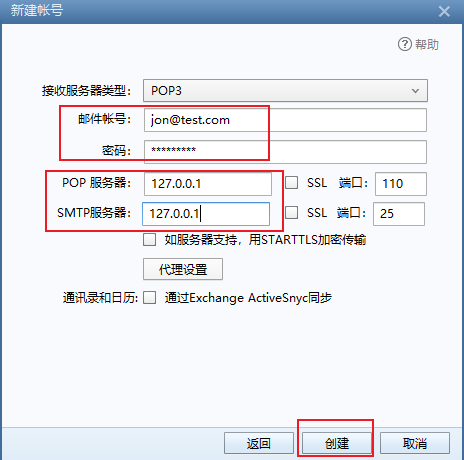 新建帐号
帮助
接收服务器类型: POP3
邮件帐号: jon@test.com
密码: *********
POP 服务器: 127.0.0.1 SSL 端口: 110
SMTP服务器: 127.0.0.1 SSL 端口: 25
如服务器支持，用STARTTLS加密传输
代理设置
通讯录和日历: 通过Exchange ActiveSnyc同步
返回 创建 取消